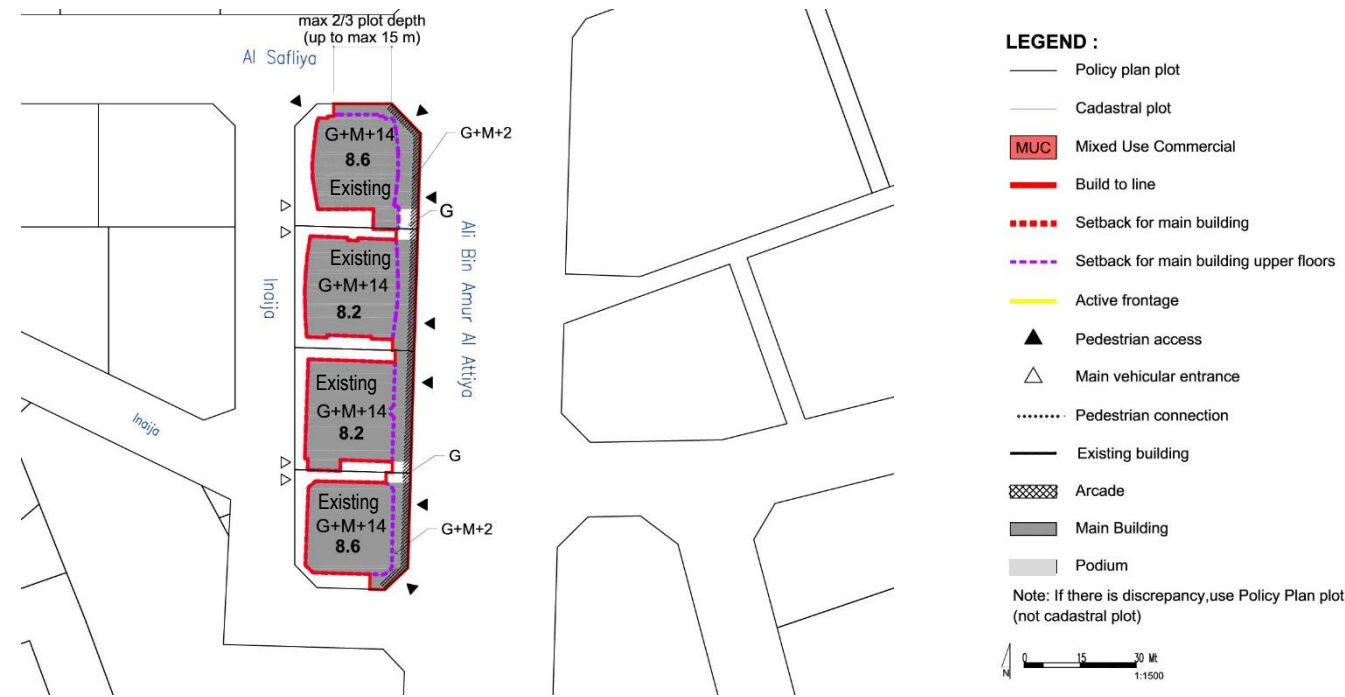 max 2/3 plot depth
(up to max 15 m)
Al Safliya
G+M+14
8.6
Existing
G+M+2
G
Existing
G+M+14
8.2
Inaija
Ali Bin Amur Al Attiya
Existing
G+M+14
8.2
Inaija
G
Existing
G+M+14
8.6
G+M+2
LEGEND :
Policy plan plot
Cadastral plot
MUC Mixed Use Commercial
Build to line
Setback for main building
Setback for main building upper floors
Active frontage
Pedestrian access
Main vehicular entrance
Pedestrian connection
Existing building
Arcade
Main Building
Podium
Note: If there is discrepancy,use Policy Plan plot
(not cadastral plot)
N
0 15 30 Mt
1:1500